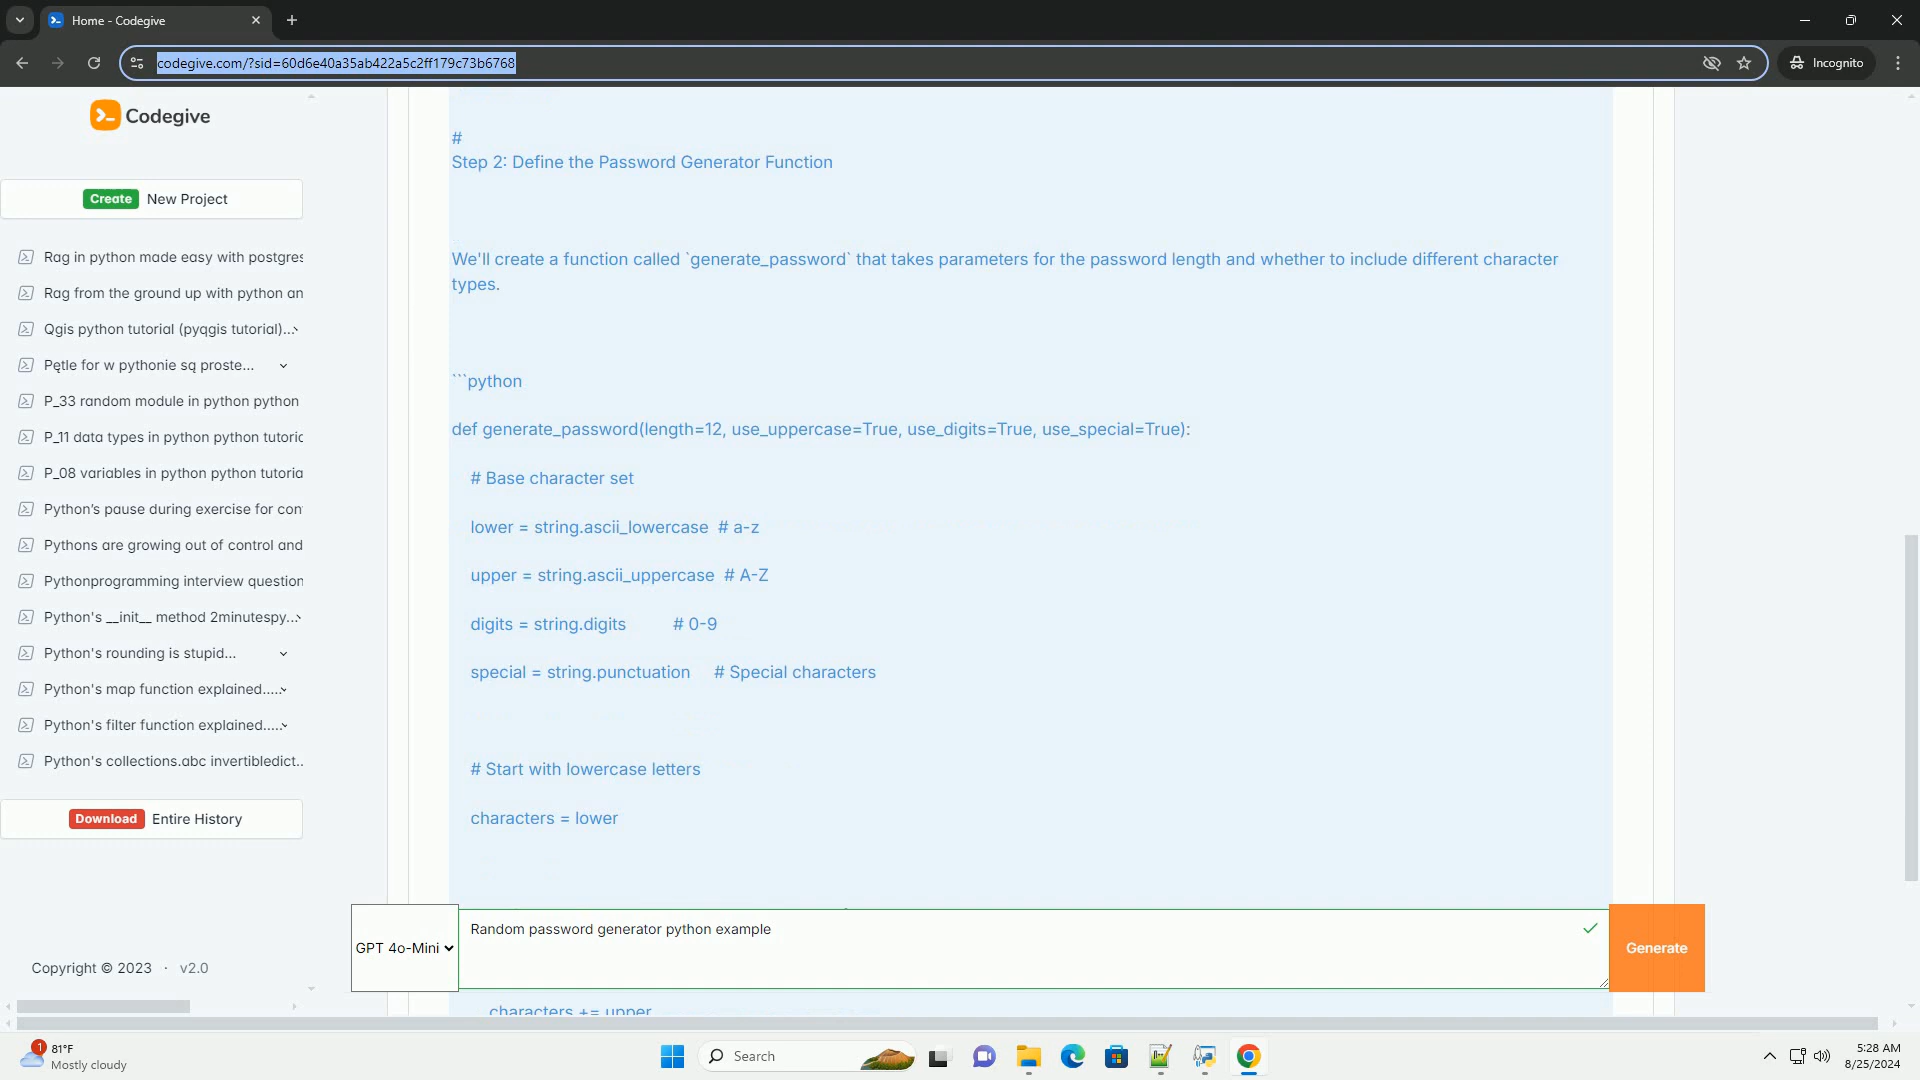 Home - Codegive
codegive.com/?sid=60d6e40a35ab422a5c2ff179c73b6768
Incognito
Codegive
Create New Project
Rag in python made easy with postgres
Rag from the ground up with python an
Qgis python tutorial (pyqgis tutorial)...
Pętle for w pythonie są proste...
P_33 random module in python python
P_11 data types in python python tutoria
P_08 variables in python python tutoria
Python's pause during exercise for con
Pythons are growing out of control and
Pythonprogramming interview question
Python's __init__ method 2minutespy...
Python's rounding is stupid...
Python's map function explained.....
Python's filter function explained.....
Python's collections.abc invertibledict...
Download Entire History
Copyright © 2023 · v2.0
#
Step 2: Define the Password Generator Function
We'll create a function called `generate_password` that takes parameters for the password length and whether to include different character
types.
```python
def generate_password(length=12, use_uppercase=True, use_digits=True, use_special=True):
# Base character set
lower = string.ascii_lowercase # a-z
upper = string.ascii_uppercase # A-Z
digits = string.digits # 0-9
special = string.punctuation # Special characters
# Start with lowercase letters
characters = lower
GPT 4o-Mini
Random password generator python example
Generate
characters += upper
1
81°F
Mostly cloudy
Search
5:28 AM
8/25/2024